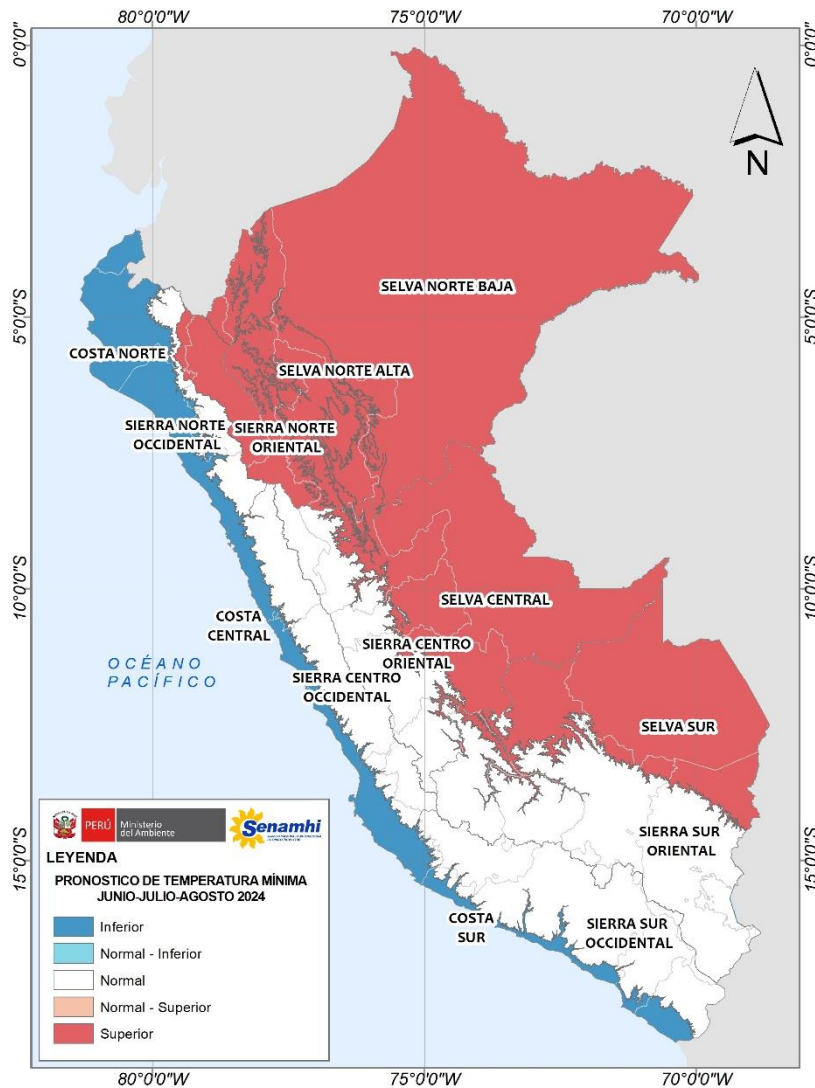 80°0'0"W
75°0'0"W
70°0'0"W
0°0'0"
0°0'0"
N
SELVA NORTE BAJA
5°0'0"S
5°0'0"S
COSTA NORTE
SELVA NORTE ALTA
SIERRA NORTE
OCCIDENTAL
SIERRA NORTE
ORIENTAL
10°0'0"S
10°0'0"S
SELVA CENTRAL
COSTA
CENTRAL
SIERRA CENTRO
ORIENTAL
OCÉANO
PACÍFICO
SIERRA CENTRO
OCCIDENTAL
SELVA SUR
SIERRA SUR
ORIENTAL
15°0'0"S
15°0'0"S
COSTA
SUR
SIERRA SUR
OCCIDENTAL
PERÚ
Ministerio
del Ambiente
Senamhi
LEYENDA
PRONOSTICO DE TEMPERATURA MÍNIMA
JUNIO-JULIO-AGOSTO 2024
Inferior
Normal - Inferior
Normal
Normal - Superior
Superior
80°0'0"W
75°0'0"W
70°0'0"W